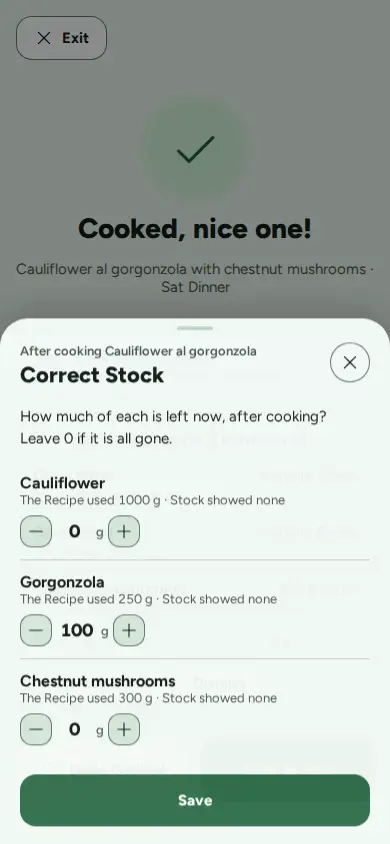 Exit
Cooked, nice one!
Cauliflower al gorgonzola with chestnut mushrooms ·
Sat Dinner
After cooking Cauliflower al gorgonzola
Correct Stock
How much of each is left now, after cooking?
Leave 0 if it is all gone.
Cauliflower
The Recipe used 1000 g · Stock showed none
− 0 g +
Gorgonzola
The Recipe used 250 g · Stock showed none
− 100 g +
Chestnut mushrooms
The Recipe used 300 g · Stock showed none
− 0 g +
Save